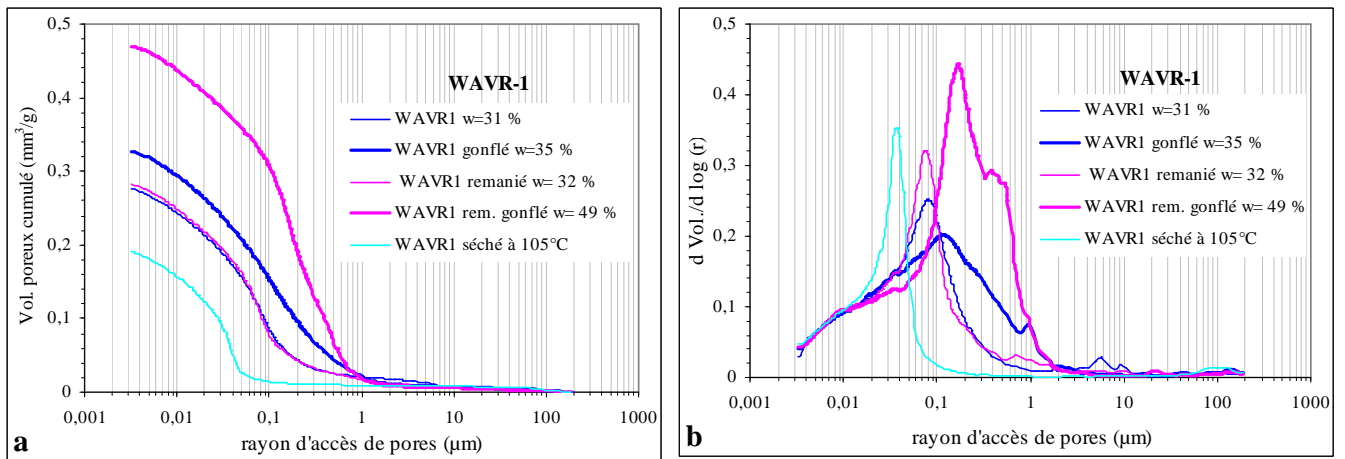 0,5
0,4
0,3
0,2
0,1
0
Vol. poreux cumulé (mm³/g)
WAVR-1
WAVR1 w=31 %
WAVR1 gonflé w=35 %
WAVR1 remanié w= 32 %
WAVR1 rem. gonflé w= 49 %
WAVR1 séché à 105°C
0,001 0,01 0,1 1 10 100 1000
rayon d'accès de pores (µm)
a
0,5
0,4
0,3
0,2
0,1
0
d Vol./d log (r)
WAVR-1
WAVR1 w=31 %
WAVR1 gonflé w=35 %
WAVR1 remanié w= 32 %
WAVR1 rem. gonflé w= 49 %
WAVR1 séché à 105°C
0,001 0,01 0,1 1 10 100 1000
rayon d'accès de pores (µm)
b